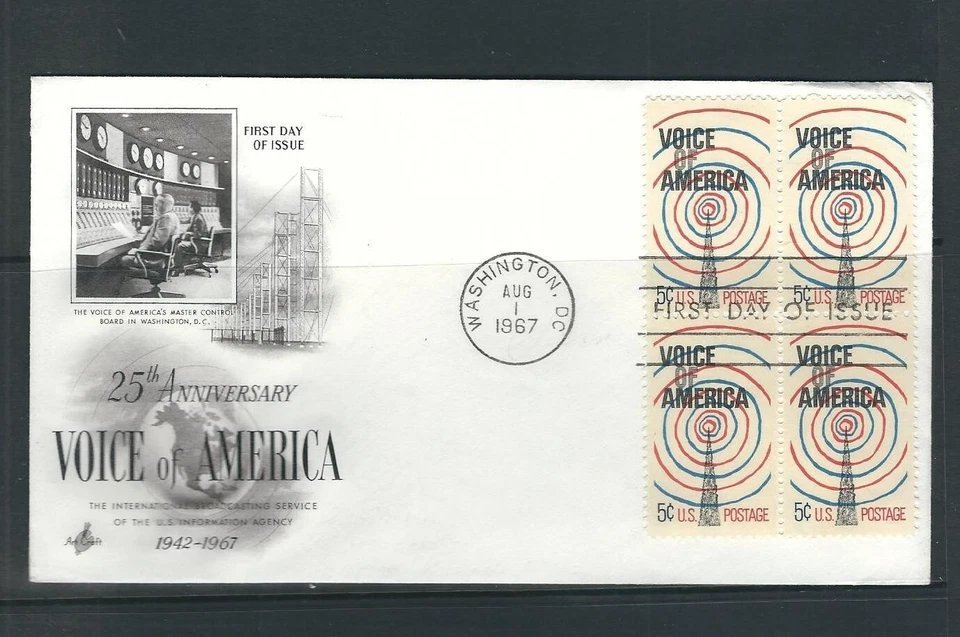 FIRST DAY
OF ISSUE
THE VOICE OF AMERICA'S MASTER CONTROL
BOARD IN WASHINGTON, D.C.
25th ANNIVERSARY
VOICE of AMERICA
THE INTERNATIONAL BROADCASTING SERVICE
OF THE U.S. INFORMATION AGENCY
1942-1967
Art Craft
WASHINGTON, DC
AUG
1
1967
VOICE
OF
AMERICA
5¢ U.S. POSTAGE
VOICE
OF
AMERICA
5¢ U.S. POSTAGE
FIRST DAY OF ISSUE
VOICE
OF
AMERICA
5¢ U.S. POSTAGE
VOICE
OF
AMERICA
5¢ U.S. POSTAGE